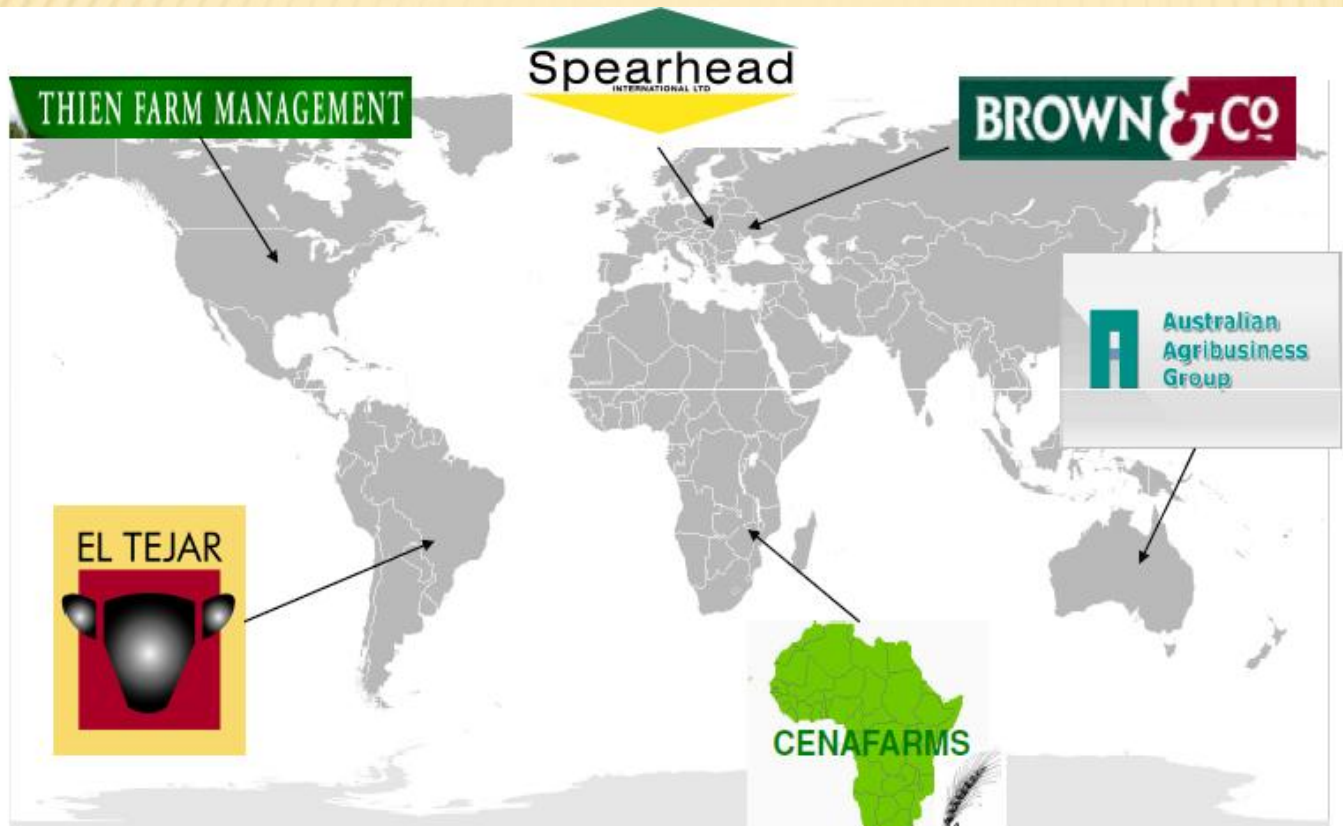 THIEN FARM MANAGEMENT
Spearhead
INTERNATIONAL LTD
BROWN & CO
Australian
Agribusiness
Group
EL TEJAR
CENAFARMS